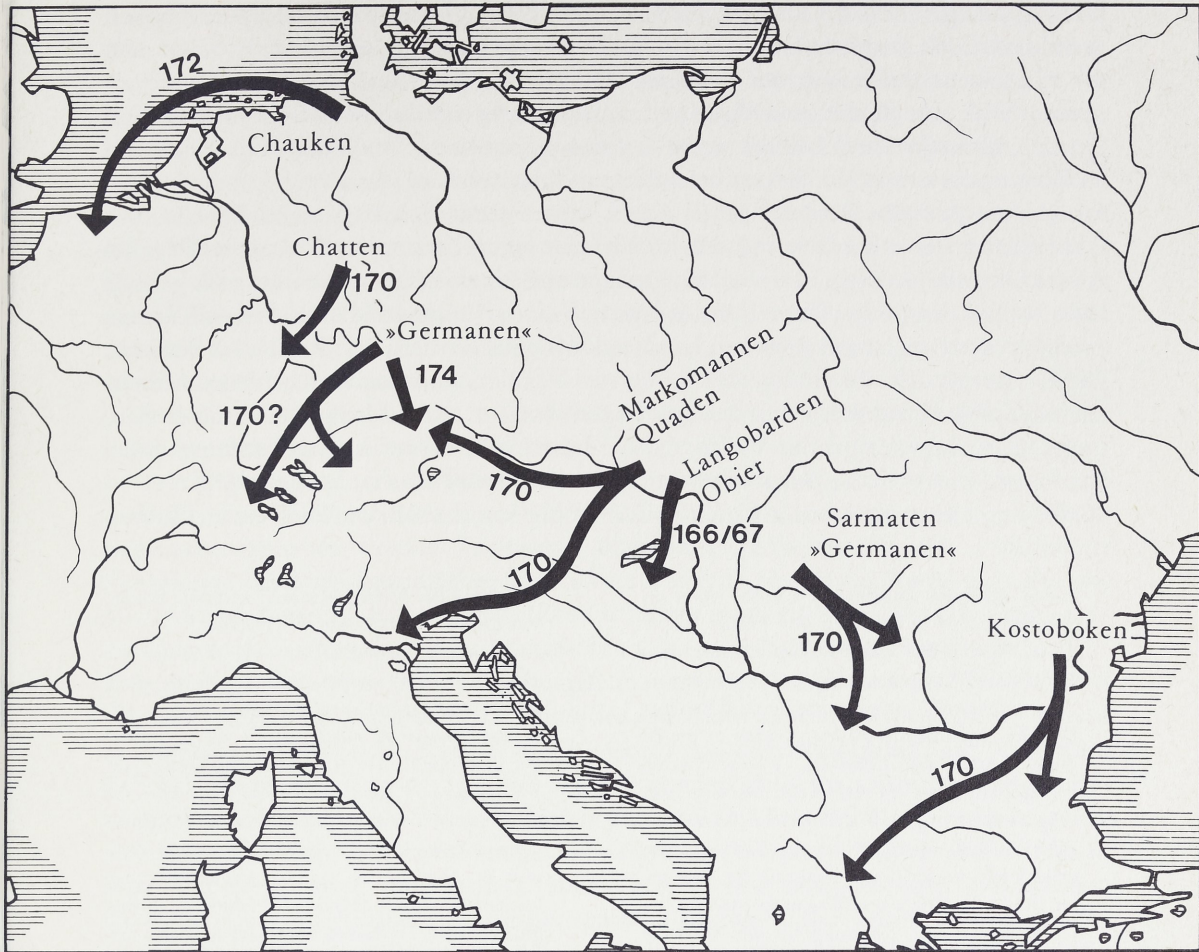 172
Chauken
Chatten
170
»Germanen«
174
170?
Markomannen
Quaden
Langobarden
Obier
170
166/67
Sarmaten
»Germanen«
170
170
Kostoboken
170